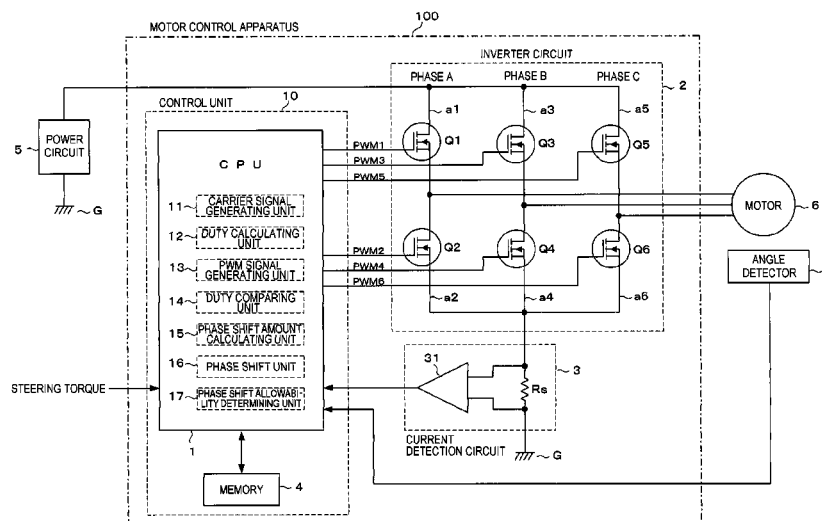 100
MOTOR CONTROL APPARATUS
INVERTER CIRCUIT
PHASE A PHASE B PHASE C
2
10
CONTROL UNIT
a1 a3 a5
5
POWER
CIRCUIT
G
CPU
PWM1
PWM3
PWM5
Q1 Q3 Q5
11 CARRIER SIGNAL
GENERATING UNIT
12 DUTY CALCULATING
UNIT
13 PWM SIGNAL
GENERATING UNIT
14 DUTY COMPARING
UNIT
15 PHASE SHIFT AMOUNT
CALCULATING UNIT
16 PHASE SHIFT UNIT
17 PHASE SHIFT ALLOWABI-
LITY DETERMINING UNIT
1
PWM2
PWM4
PWM6
Q2 Q4 Q6
a2 a4 a6
MOTOR 6
ANGLE
DETECTOR
STEERING TORQUE
31
Rs
3
CURRENT
DETECTION CIRCUIT
G
MEMORY 4